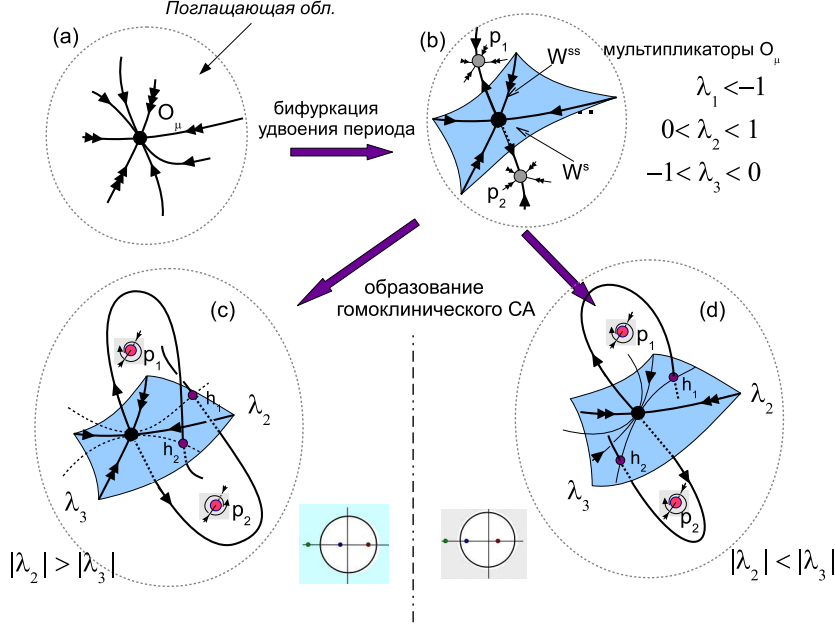 Поглащающая обл.
(a)
O μ
бифуркация
удвоения периода
(b)
p1
p2
Wss
Ws
мультипликаторы Oμ
λ1 <−1
0< λ2 < 1
−1< λ3 < 0
образование
гомоклинического СА
(c)
p1
h1
λ2
h2
λ3
p2
|λ2| > |λ3|
(d)
p1
h1
λ2
h2
λ3
p2
|λ2| < |λ3|